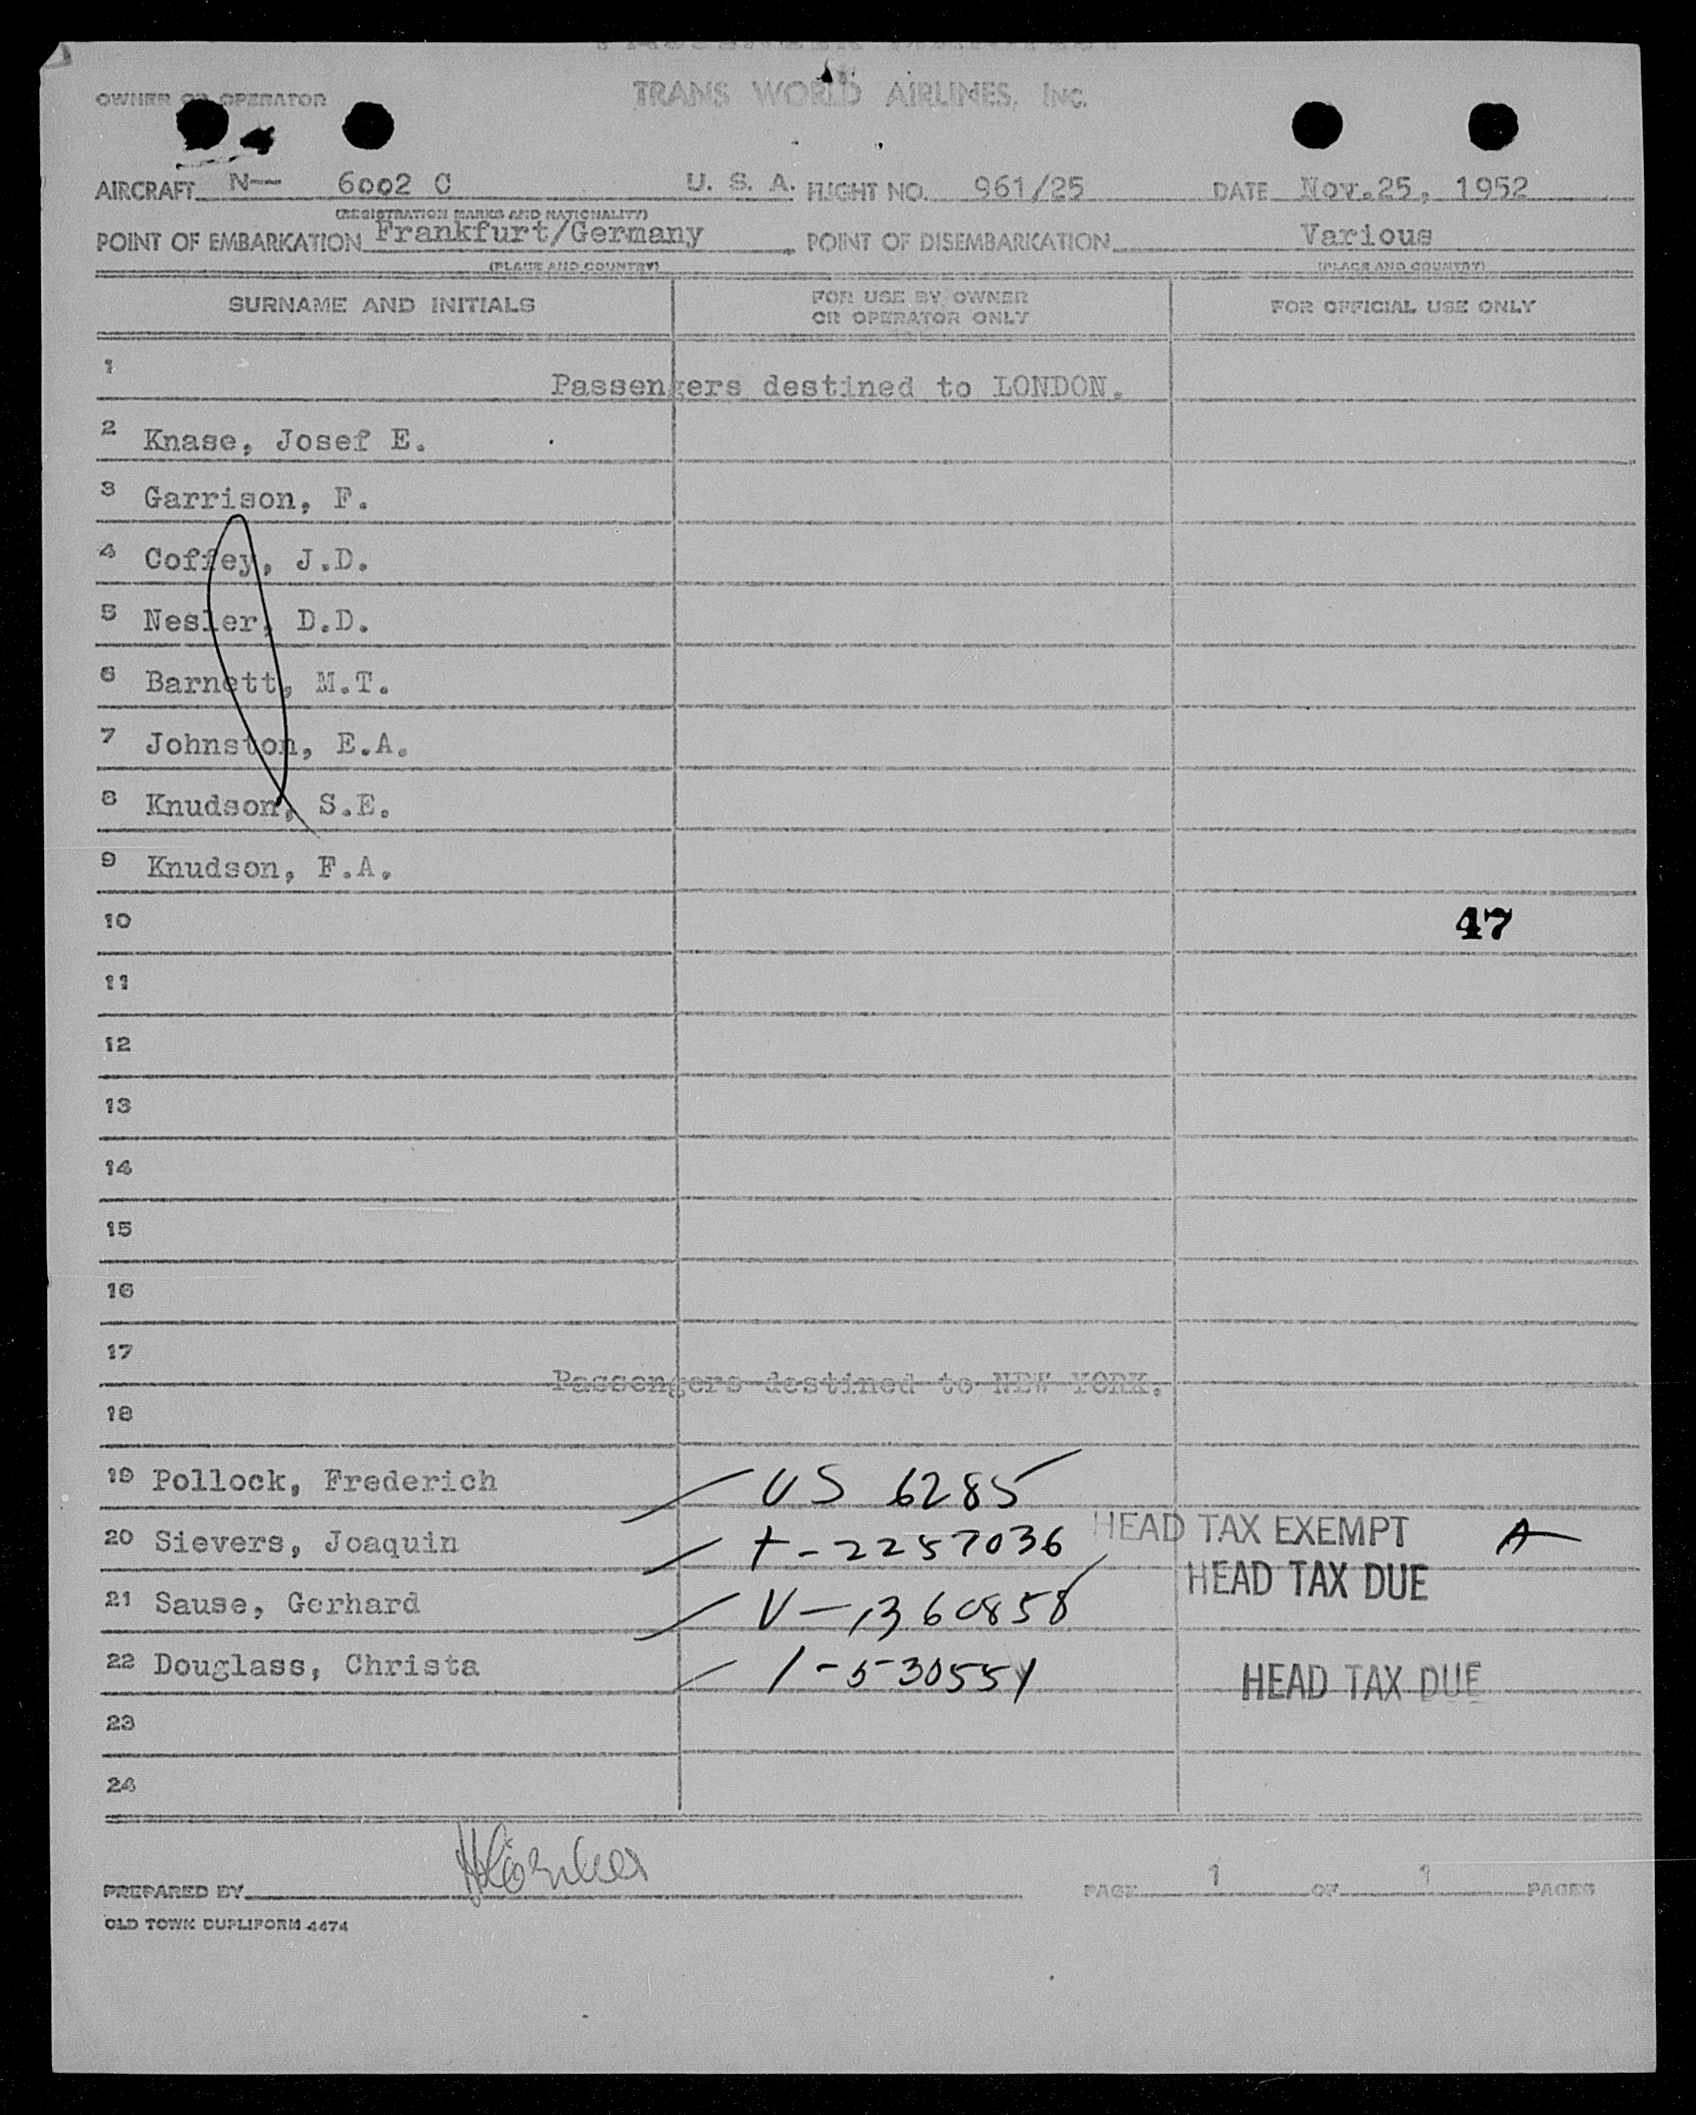 PASSENGER MANIFEST
OWNER OR OPERATOR TRANS WORLD AIRLINES, INC.
AIRCRAFT N— 6002 C U. S. A. FLIGHT NO. 961/25 DATE Nov.25, 1952
(REGISTRATION MARKS AND NATIONALITY)
POINT OF EMBARKATION Frankfurt/Germany POINT OF DISEMBARKATION Various
(PLACE AND COUNTRY) (PLACE AND COUNTRY)
SURNAME AND INITIALS FOR USE BY OWNER OR OPERATOR ONLY FOR OFFICIAL USE ONLY
1
Passengers destined to LONDON.
2 Knase, Josef E.
3 Garrison, F.
4 Coffey, J.D.
5 Nesler, D.D.
6 Barnett, M.T.
7 Johnston, E.A.
8 Knudson, S.E.
9 Knudson, F.A.
10 47
11
12
13
14
15
16
17
Passengers destined to NEW YORK.
18
19 Pollock, Frederich US 6285
20 Sievers, Joaquin t-2257036 HEAD TAX EXEMPT A
HEAD TAX DUE
21 Sause, Gerhard V-1360858
22 Douglass, Christa 1-530554 HEAD TAX DUE
23
24
PREPARED BY PAGE 1 OF 1 PAGES
OLD TOWN DUPLIFORM 4474